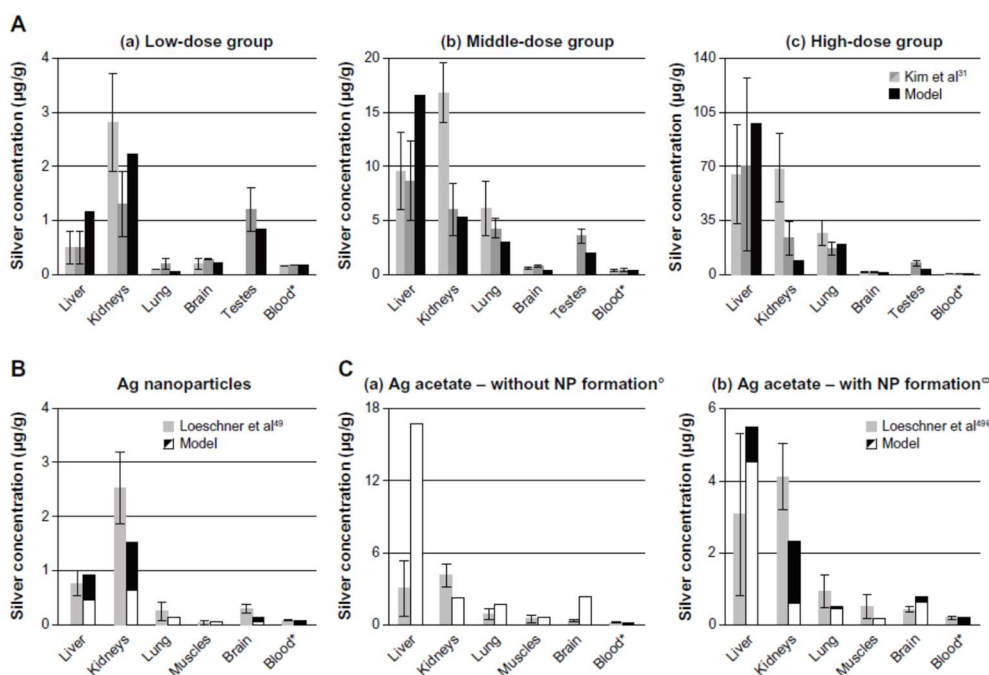 A
(a) Low-dose group
Silver concentration (µg/g)
4
3
2
1
0
Liver
Kidneys
Lung
Brain
Testes
Blood*
(b) Middle-dose group
Silver concentration (µg/g)
20
15
10
5
0
Liver
Kidneys
Lung
Brain
Testes
Blood*
(c) High-dose group
Silver concentration (µg/g)
140
105
70
35
0
Kim et al³¹
Model
Liver
Kidneys
Lung
Brain
Testes
Blood*
B
Ag nanoparticles
Silver concentration (µg/g)
4
3
2
1
0
Loeschner et al⁴⁹
Model
Liver
Kidneys
Lung
Muscles
Brain
Blood*
C
(a) Ag acetate – without NP formation°
Silver concentration (µg/g)
18
12
6
0
Liver
Kidneys
Lung
Muscles
Brain
Blood*
(b) Ag acetate – with NP formation
Silver concentration (µg/g)
6
4
2
0
Loeschner et al
Model
Liver
Kidneys
Lung
Muscles
Brain
Blood*